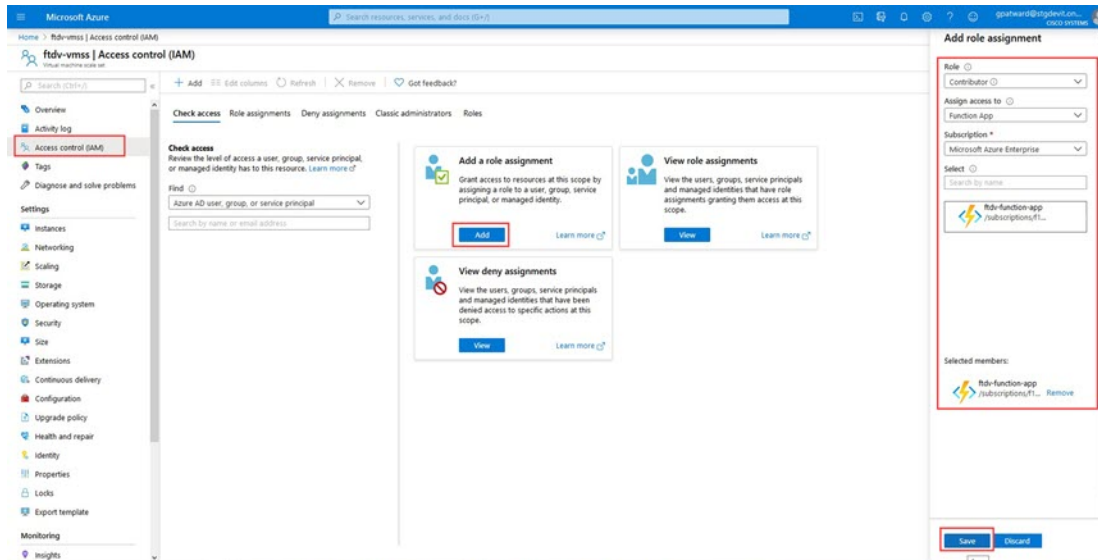 Microsoft Azure
Search resources, services, and docs (G+/)
gpatward@stgdevit.on...
CISCO SYSTEMS
Home > ftdv-vmss | Access control (IAM)
ftdv-vmss | Access control (IAM)
Virtual machine scale set
Search (Ctrl+/)
Overview
Activity log
Access control (IAM)
Tags
Diagnose and solve problems
Settings
Instances
Networking
Scaling
Storage
Operating system
Security
Size
Extensions
Continuous delivery
Configuration
Upgrade policy
Health and repair
Identity
Properties
Locks
Export template
Monitoring
Insights
Add Edit columns Refresh Remove Got feedback?
Check access Role assignments Deny assignments Classic administrators Roles
Check access
Review the level of access a user, group, service principal,
or managed identity has to this resource. Learn more
Find
Azure AD user, group, or service principal
Search by name or email address
Add a role assignment
Grant access to resources at this scope by
assigning a role to a user, group, service
principal, or managed identity.
Add Learn more
View role assignments
View the users, groups, service principals
and managed identities that have role
assignments granting them access at this
scope.
View Learn more
View deny assignments
View the users, groups, service principals
and managed identities that have been
denied access to specific actions at this
scope.
View Learn more
Add role assignment
Role
Contributor
Assign access to
Function App
Subscription *
Microsoft Azure Enterprise
Select
Search by name
ftdv-function-app
/subscriptions/f1...
Selected members:
ftdv-function-app
/subscriptions/f1... Remove
Save Discard